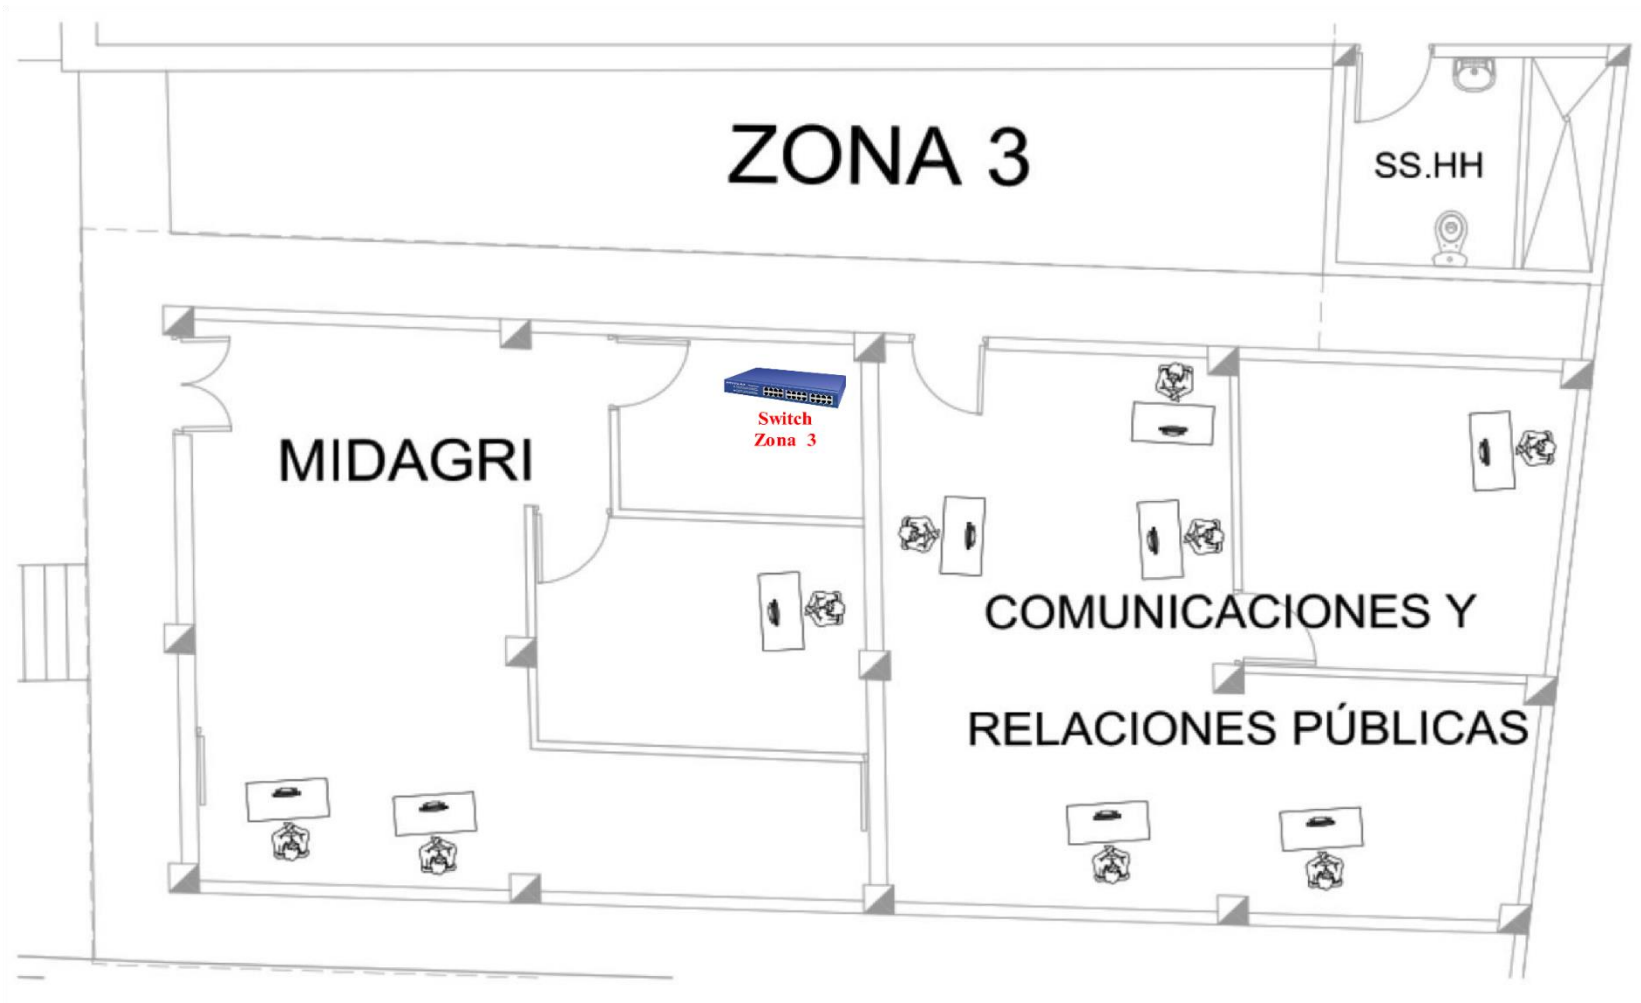 ZONA 3
SS.HH
Switch
Zona 3
MIDAGRI
COMUNICACIONES Y
RELACIONES PÚBLICAS